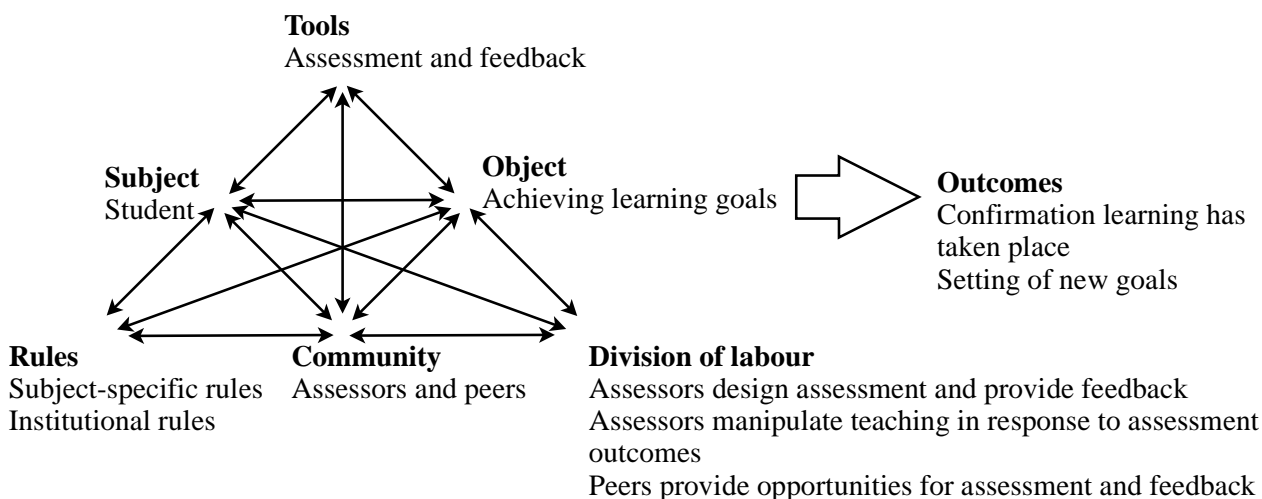 Tools
Assessment and feedback
Subject
Student
Object
Achieving learning goals
Outcomes
Confirmation learning has
taken place
Setting of new goals
Rules
Subject-specific rules
Institutional rules
Community
Assessors and peers
Division of labour
Assessors design assessment and provide feedback
Assessors manipulate teaching in response to assessment
outcomes
Peers provide opportunities for assessment and feedback